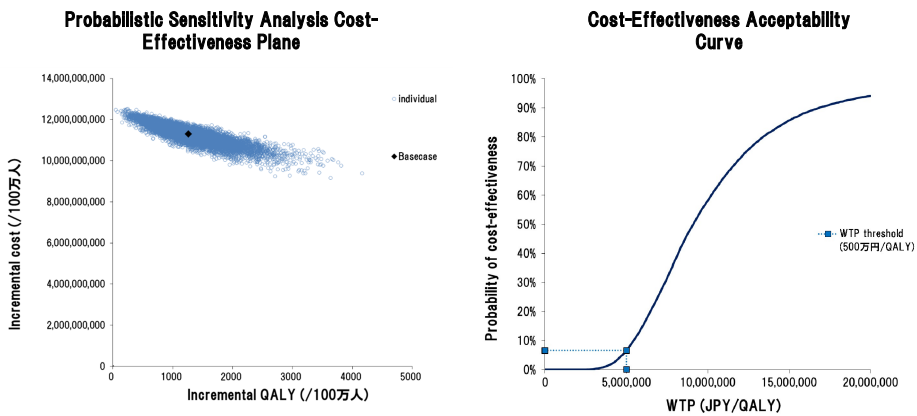 Probabilistic Sensitivity Analysis Cost-
Effectiveness Plane
14,000,000,000
12,000,000,000
10,000,000,000
8,000,000,000
6,000,000,000
4,000,000,000
2,000,000,000
0
0
1000
2000
3000
4000
5000
Incremental cost (/100万人)
Incremental QALY (/100万人)
individual
Basecase
Cost-Effectiveness Acceptability
Curve
100%
90%
80%
70%
60%
50%
40%
30%
20%
10%
0%
0
5,000,000
10,000,000
15,000,000
20,000,000
Probability of cost-effectiveness
WTP (JPY/QALY)
WTP threshold
(500万円/QALY)